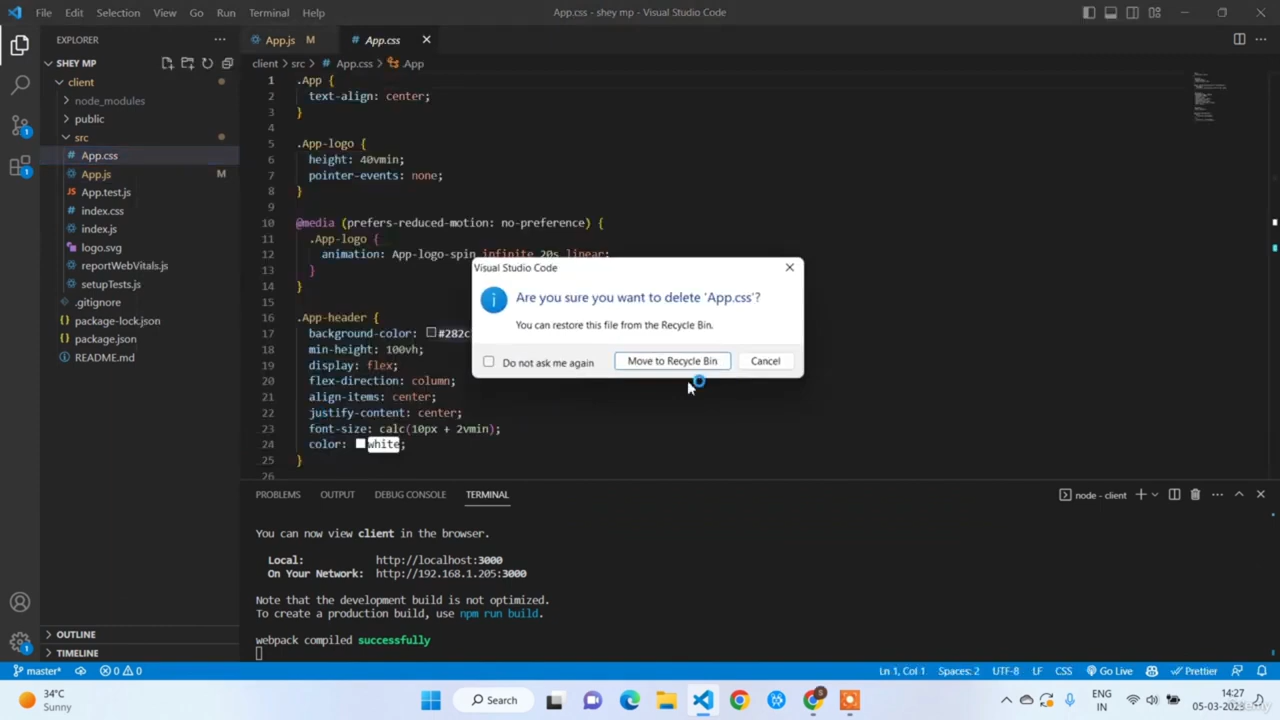 File Edit Selection View Go Run Terminal Help
App.css - shey mp - Visual Studio Code
EXPLORER
App.js M
App.css
SHEY MP
client > src > App.css > .App
client
node_modules
public
src
App.css
App.js M
App.test.js
index.css
index.js
logo.svg
reportWebVitals.js
setupTests.js
.gitignore
package-lock.json
package.json
README.md
OUTLINE
TIMELINE
1 .App {
2 text-align: center;
3 }
4
5 .App-logo {
6 height: 40vmin;
7 pointer-events: none;
8 }
9
10 @media (prefers-reduced-motion: no-preference) {
11 .App-logo {
12 animation: App-logo-spin infinite 20s linear;
13 }
14 }
15
16 .App-header {
17 background-color: #282c
18 min-height: 100vh;
19 display: flex;
20 flex-direction: column;
21 align-items: center;
22 justify-content: center;
23 font-size: calc(10px + 2vmin);
24 color: white;
25 }
26
Visual Studio Code
Are you sure you want to delete 'App.css'?
You can restore this file from the Recycle Bin.
Do not ask me again
Move to Recycle Bin
Cancel
PROBLEMS OUTPUT DEBUG CONSOLE TERMINAL
node - client
You can now view client in the browser.
Local: http://localhost:3000
On Your Network: http://192.168.1.205:3000
Note that the development build is not optimized.
To create a production build, use npm run build.
webpack compiled successfully
master* 0 0
Ln 1, Col 1 Spaces: 2 UTF-8 LF CSS Go Live Prettier
34°C
Sunny
Search
ENG
IN
14:27
05-03-2023